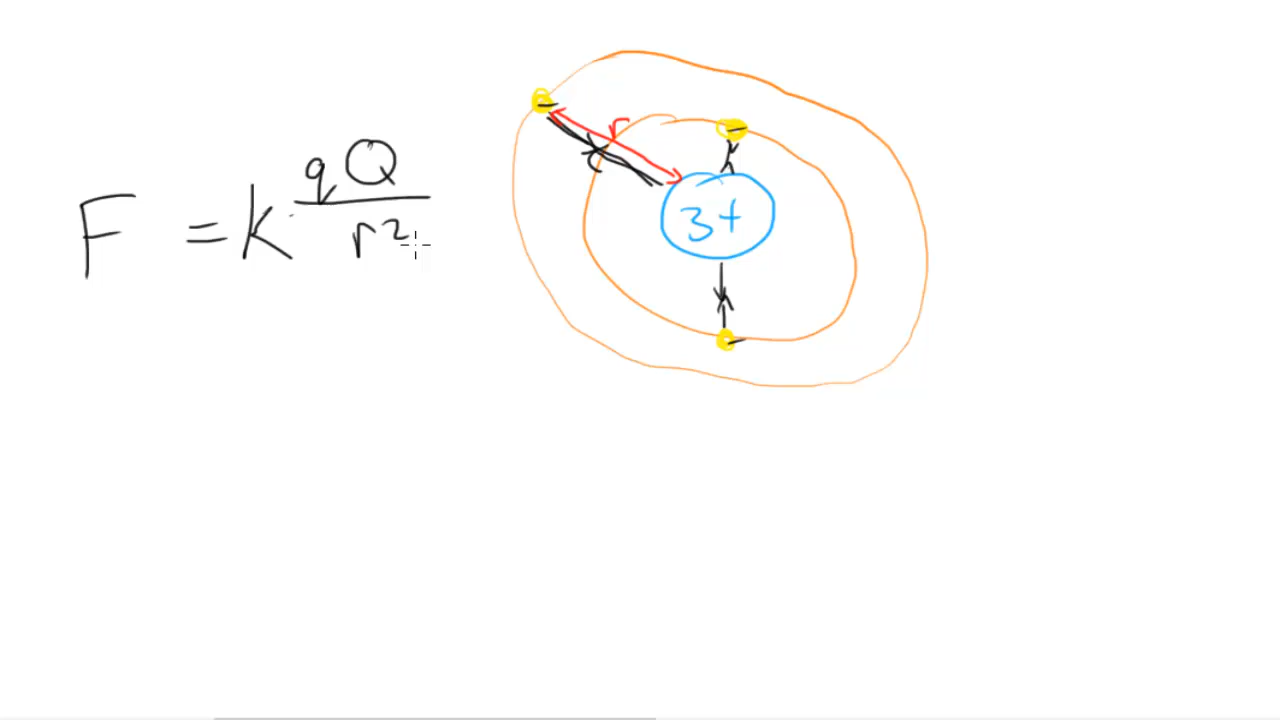 F = k qQ / r²
r
3+
-
-
-